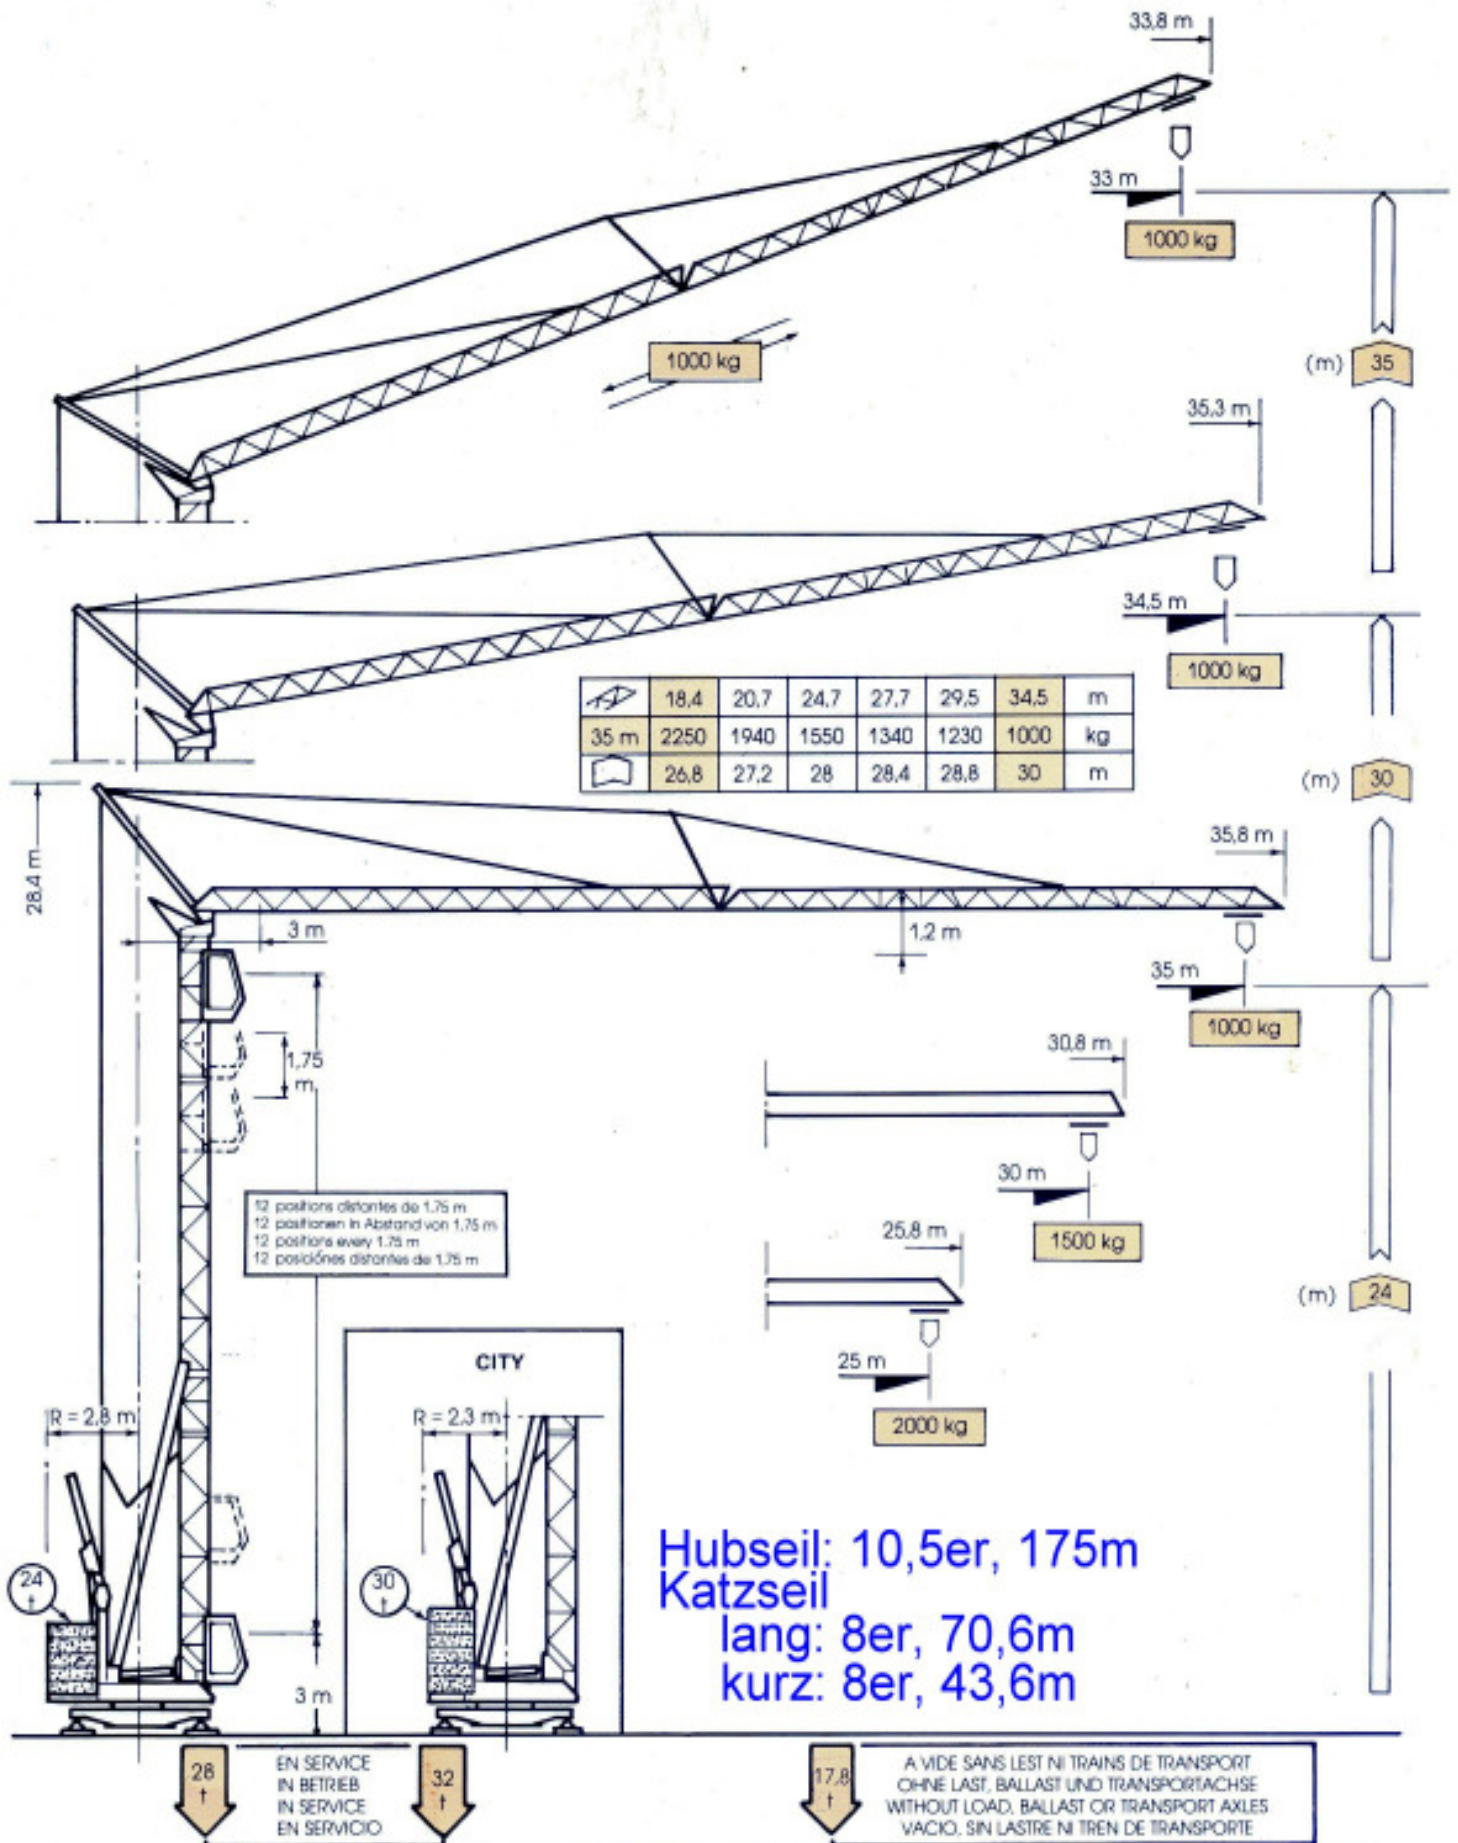 33,8 m
33 m
1000 kg
1000 kg
(m) 35
35,3 m
34,5 m
1000 kg
18,4 20,7 24,7 27,7 29,5 34,5 m
35 m 2250 1940 1550 1340 1230 1000 kg
26,8 27,2 28 28,4 28,8 30 m
(m) 30
28,4 m
35,8 m
3 m
1,2 m
35 m
1000 kg
1,75
m
30,8 m
30 m
1500 kg
12 positions distantes de 1,75 m
12 positionen in Abstand von 1,75 m
12 positions every 1.75 m
12 posiciónes distantes de 1,75 m
25,8 m
(m) 24
CITY
25 m
2000 kg
R = 2,8 m
R = 2,3 m
24
t
30
t
Hubseil: 10,5er, 175m
Katzseil
lang: 8er, 70,6m
kurz: 8er, 43,6m
3 m
28
t
EN SERVICE
IN BETRIEB
IN SERVICE
EN SERVICIO
32
t
17,8
t
A VIDE SANS LEST NI TRAINS DE TRANSPORT
OHNE LAST, BALLAST UND TRANSPORTACHSE
WITHOUT LOAD, BALLAST OR TRANSPORT AXLES
VACIO, SIN LASTRE NI TREN DE TRANSPORTE